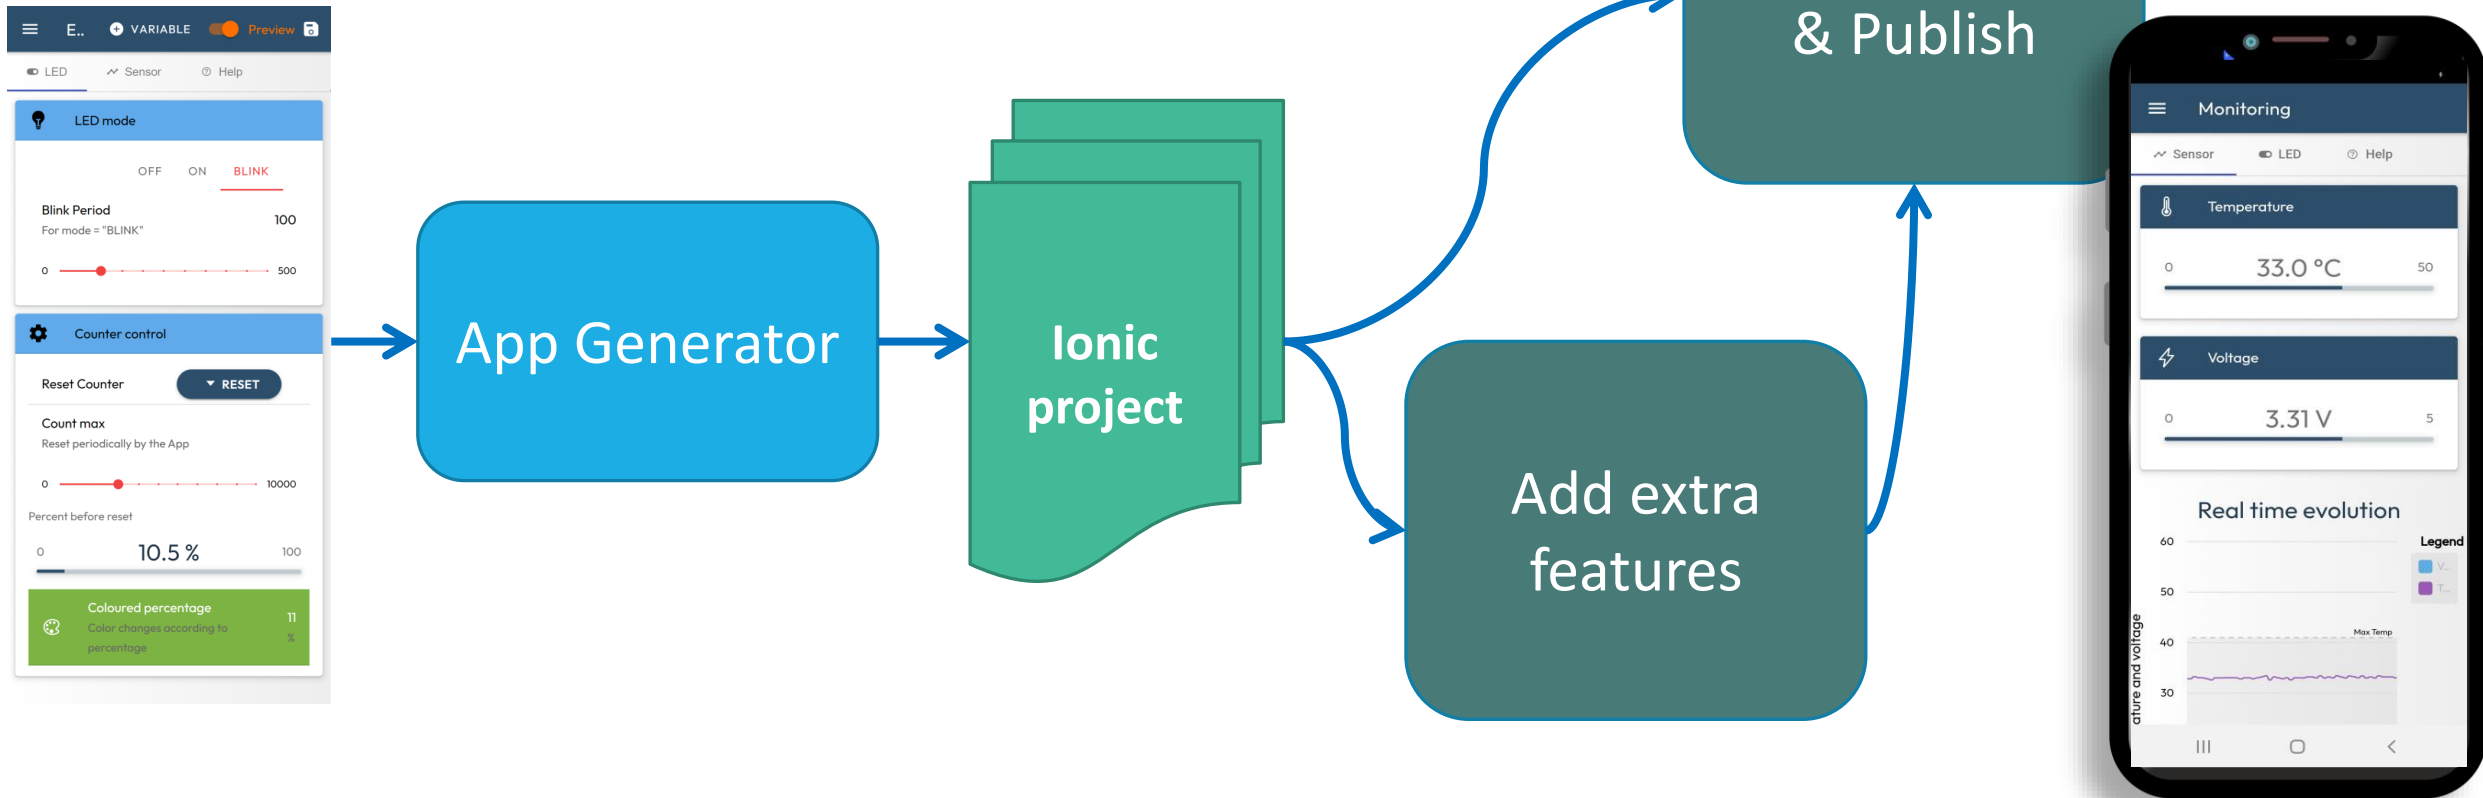 E..
VARIABLE
Preview
LED
Sensor
Help
LED mode
OFF ON BLINK
Blink Period
For mode = "BLINK"
100
0
500
Counter control
Reset Counter
RESET
Count max
Reset periodically by the App
0
10000
Percent before reset
0
10.5 %
100
Coloured percentage
Color changes according to
percentage
11
%
App Generator
Ionic
project
& Publish
Add extra
features
Monitoring
Sensor
LED
Help
Temperature
0
33.0 °C
50
Voltage
0
3.31 V
5
Real time evolution
60
50
40
30
ature and voltage
Max Temp
Legend
V...
T...